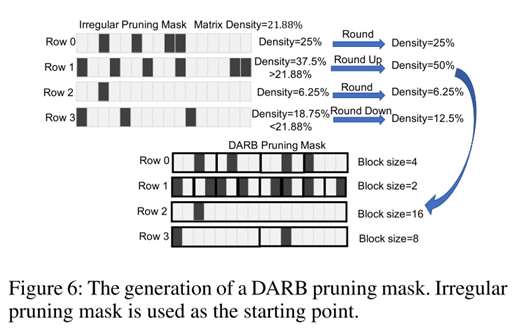 Irregular Pruning Mask Matrix Density=21.88%
Row 0 Density=25% Round Density=25%
Row 1 Density=37.5% >21.88% Round Up Density=50%
Row 2 Density=6.25% Round Density=6.25%
Row 3 Density=18.75% <21.88% Round Down Density=12.5%
DARB Pruning Mask
Row 0 Block size=4
Row 1 Block size=2
Row 2 Block size=16
Row 3 Block size=8
Figure 6: The generation of a DARB pruning mask. Irregular
pruning mask is used as the starting point.